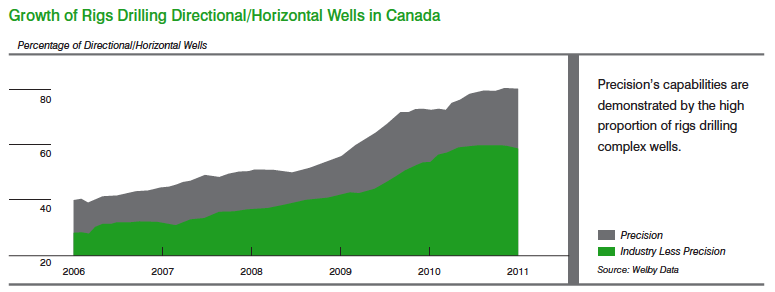 Growth of Rigs Drilling Directional/Horizontal Wells in Canada
Percentage of Directional/Horizontal Wells
80
60
40
20
2006 2007 2008 2009 2010 2011
Precision's capabilities are
demonstrated by the high
proportion of rigs drilling
complex wells.
Precision
Industry Less Precision
Source: Welby Data